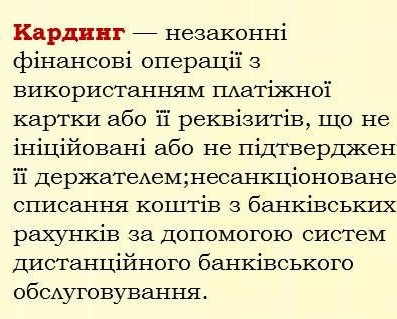 Кардинг — незаконні
фінансові операції з
використанням платіжної
картки або її реквізитів, що не
ініційовані або не підтверджен
її держателем;несанкціоноване
списання коштів з банківських
рахунків за допомогою систем
дистанційного банківського
обслуговування.